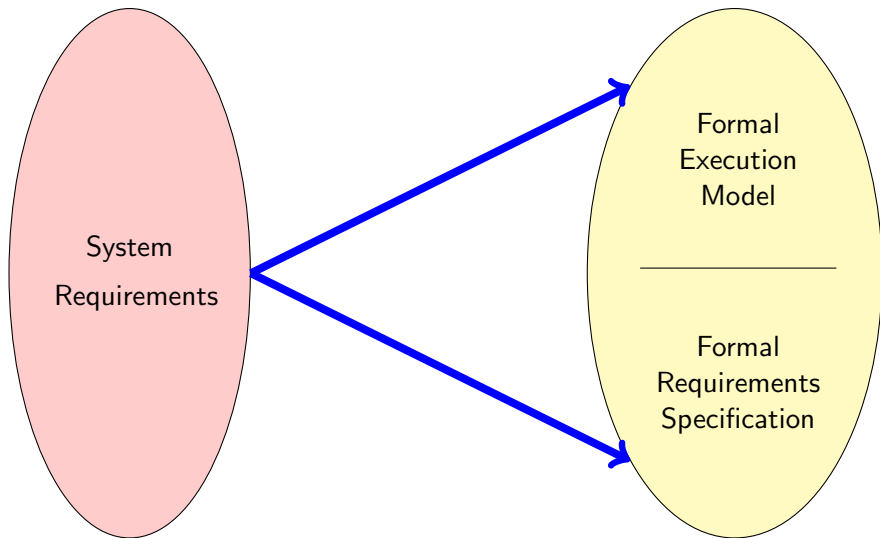 System
Requirements
Formal
Execution
Model
Formal
Requirements
Specification